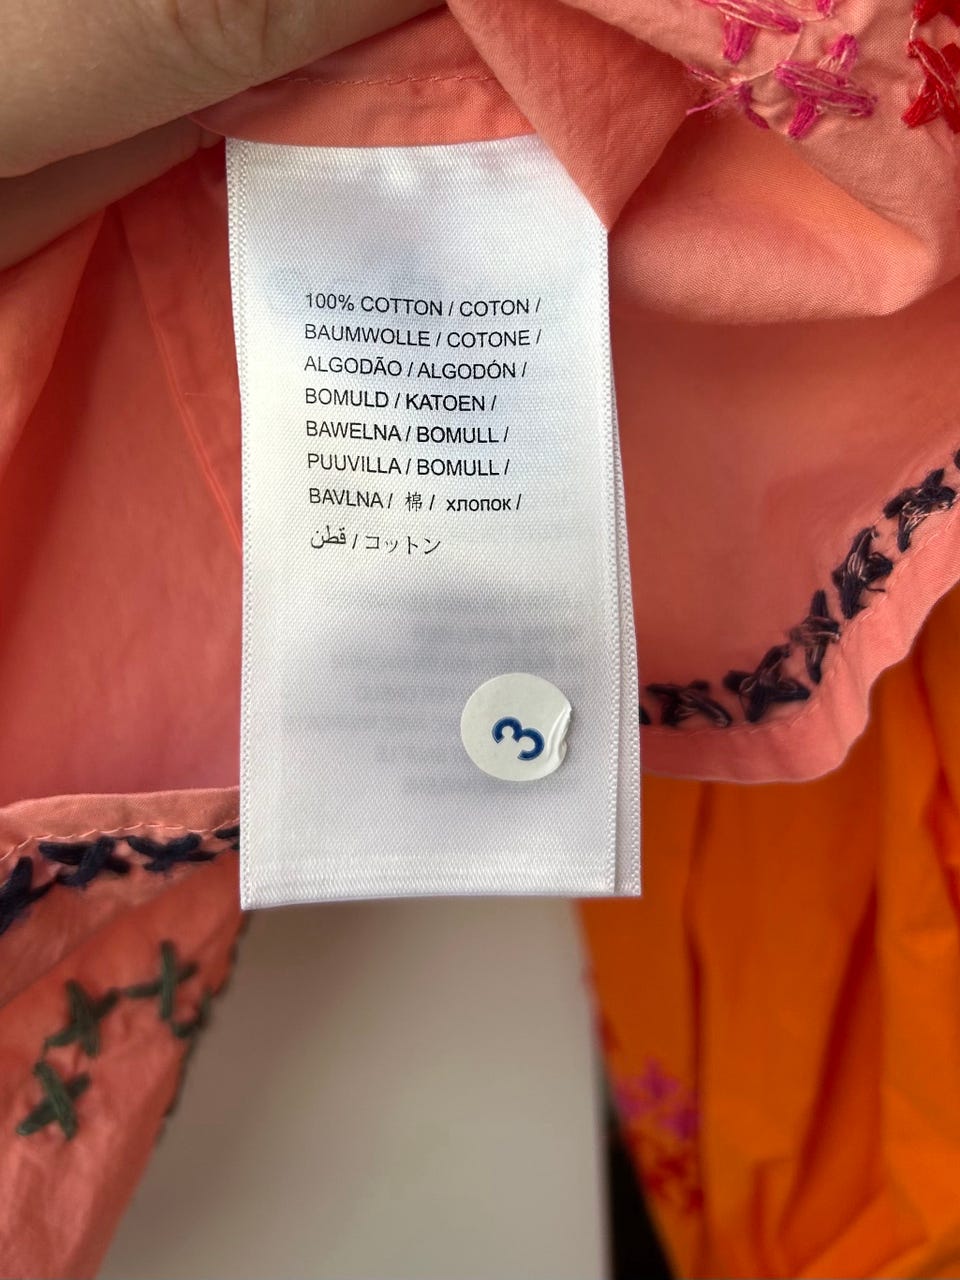 100% COTTON / COTON /
BAUMWOLLE / COTONE /
ALGODÃO / ALGODÓN /
BOMULD / KATOEN /
BAWELNA / BOMULL /
PUUVILLA / BOMULL /
BAVLNA / 棉 / хлопок /
قطن / コットン
3